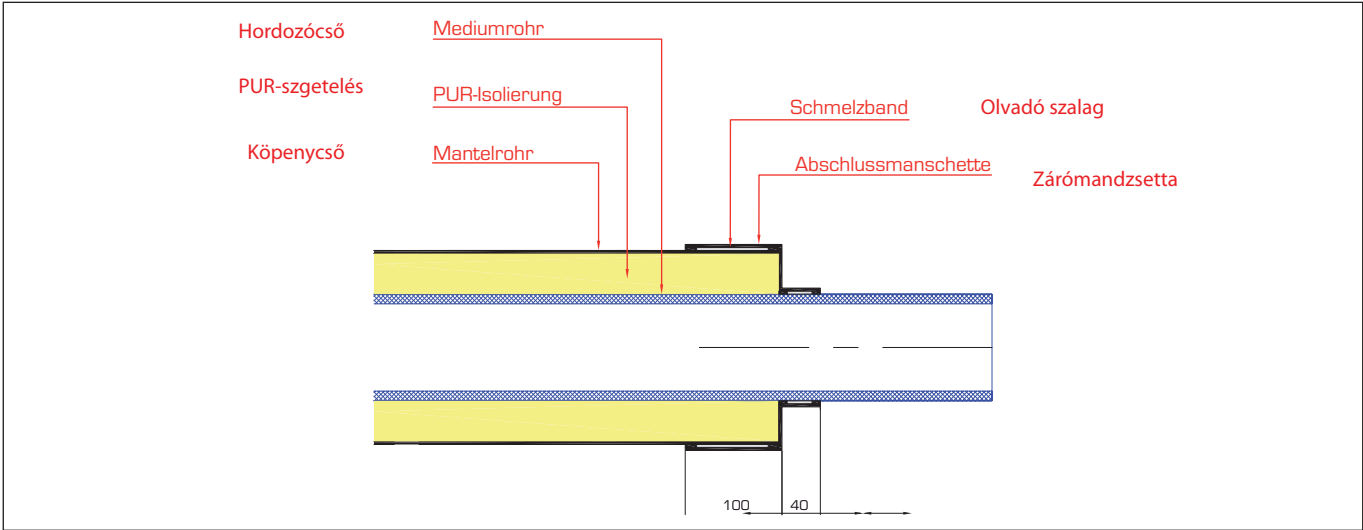 Hordozócső Mediumrohr
PUR-szgetelés PUR-Isolierung
Schmelzband Olvadó szalag
Köpenycső Mantelrohr
Abschlussmanschette Zárómandzsetta
100 40